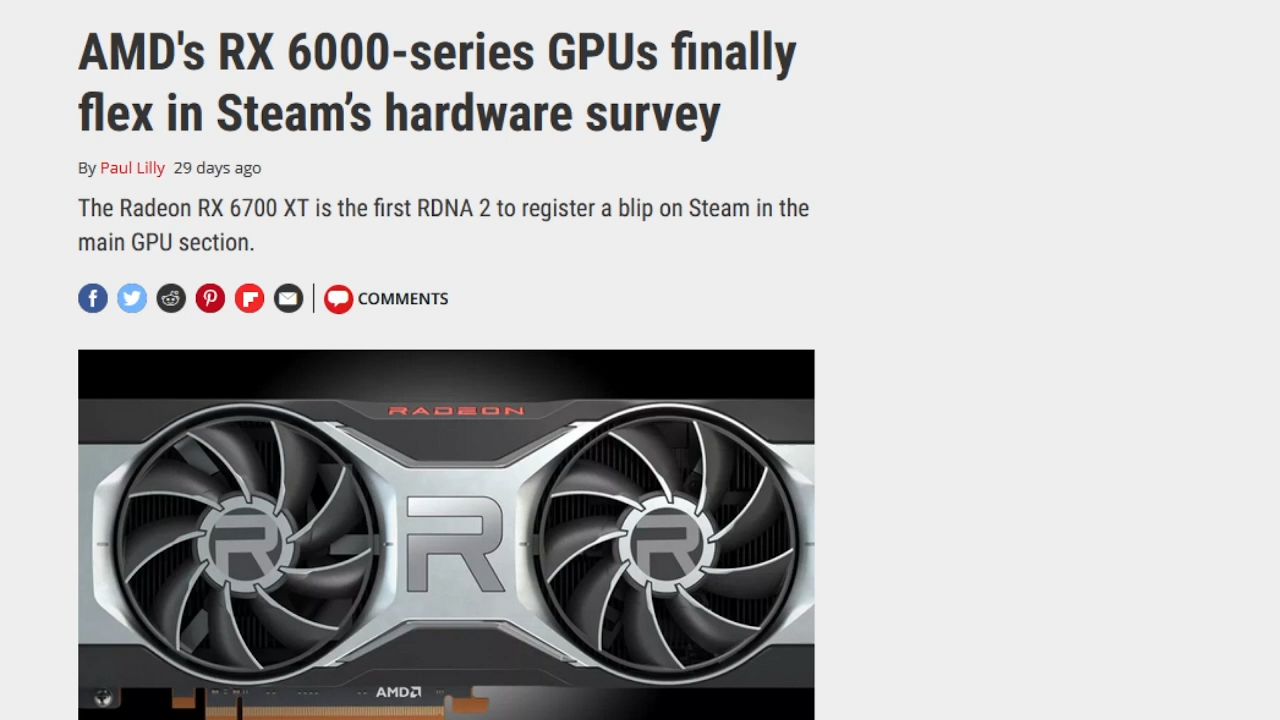 AMD's RX 6000-series GPUs finally
flex in Steam’s hardware survey
By Paul Lilly 29 days ago
The Radeon RX 6700 XT is the first RDNA 2 to register a blip on Steam in the
main GPU section.
COMMENTS
RADEON
R R R
AMD